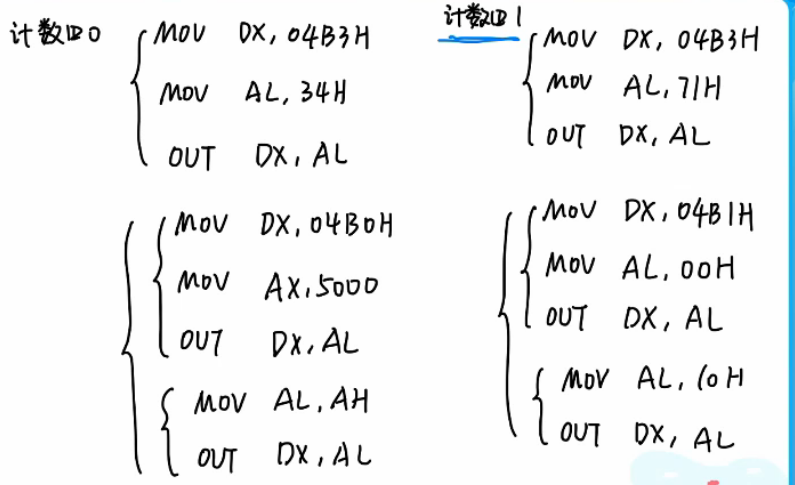 计数口0
MOV DX, 04B3H
MOV AL, 34H
OUT DX, AL
MOV DX, 04B0H
MOV AX, 5000
OUT DX, AL
MOV AL, AH
OUT DX, AL
计数口1
MOV DX, 04B3H
MOV AL, 71H
OUT DX, AL
MOV DX, 04B1H
MOV AL, 00H
OUT DX, AL
MOV AL, 10H
OUT DX, AL